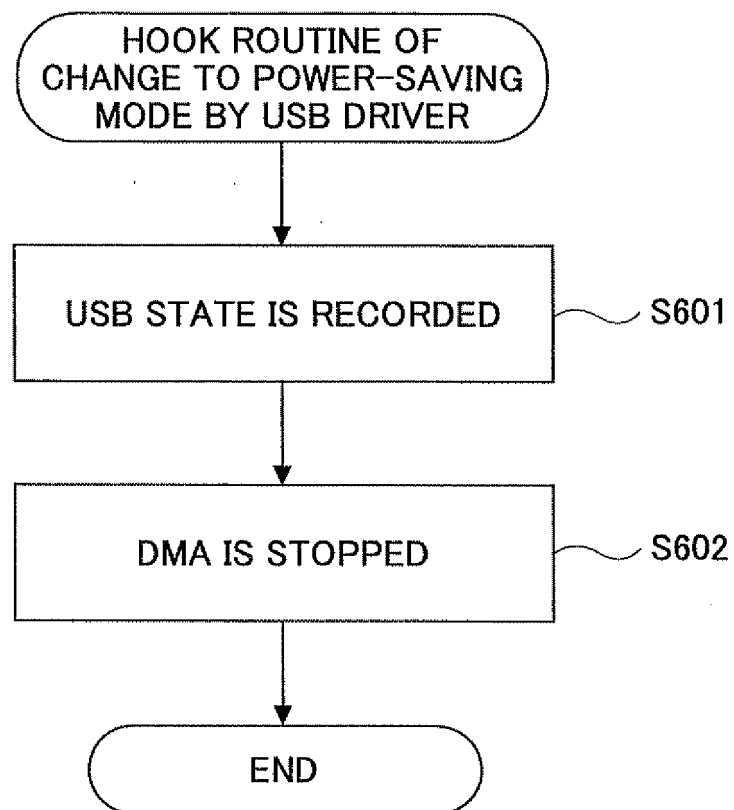 HOOK ROUTINE OF
CHANGE TO POWER-SAVING
MODE BY USB DRIVER
USB STATE IS RECORDED
S601
DMA IS STOPPED
S602
END